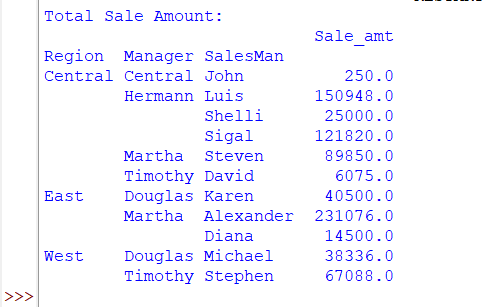 Total Sale Amount:
Sale_amt
Region Manager SalesMan
Central Central John 250.0
Hermann Luis 150948.0
Shelli 25000.0
Sigal 121820.0
Martha Steven 89850.0
Timothy David 6075.0
East Douglas Karen 40500.0
Martha Alexander 231076.0
Diana 14500.0
West Douglas Michael 38336.0
Timothy Stephen 67088.0
>>>